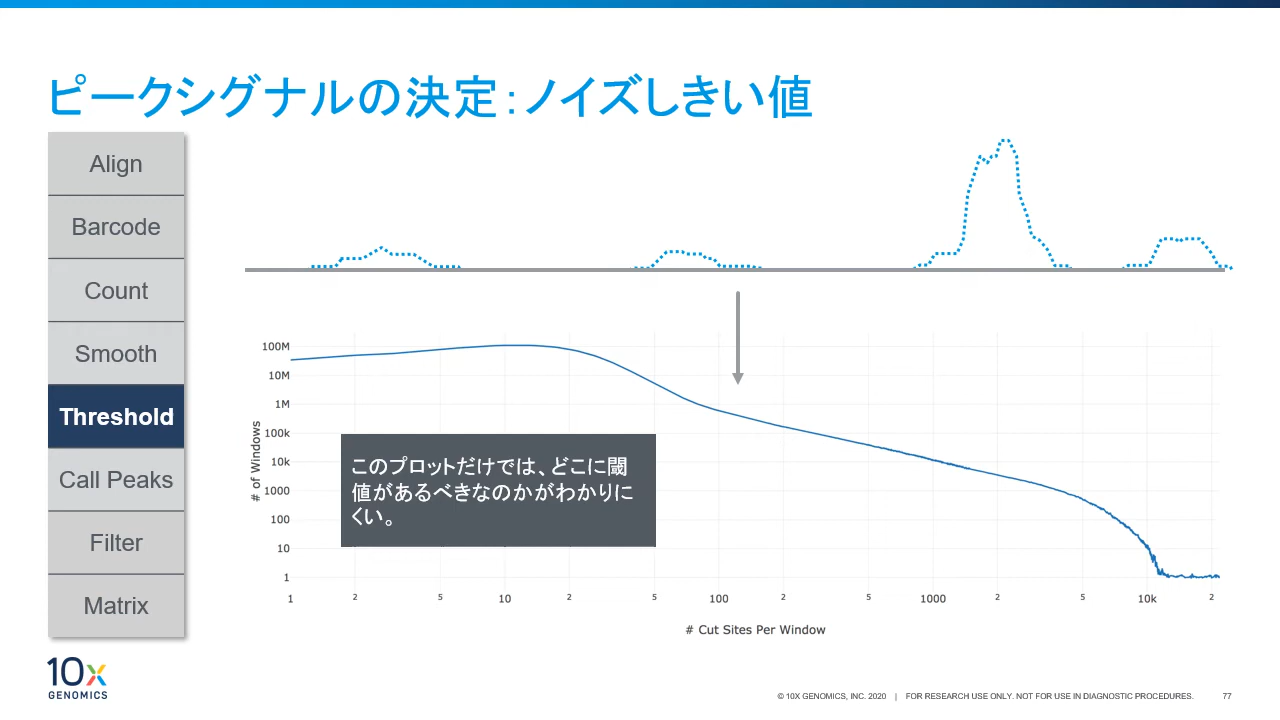 ピークシグナルの決定：ノイズしきい値
Align
Barcode
Count
Smooth
Threshold
Call Peaks
Filter
Matrix
100M
10M
1M
100k
10k
1000
100
10
1
# of Windows
このプロットだけでは、どこに閾
値があるべきなのかがわかりに
くい。
1 2 5 10 2 5 100 2 5 1000 2 5 10k 2
# Cut Sites Per Window
10x
GENOMICS
© 10X GENOMICS, INC. 2020 | FOR RESEARCH USE ONLY. NOT FOR USE IN DIAGNOSTIC PROCEDURES. 77